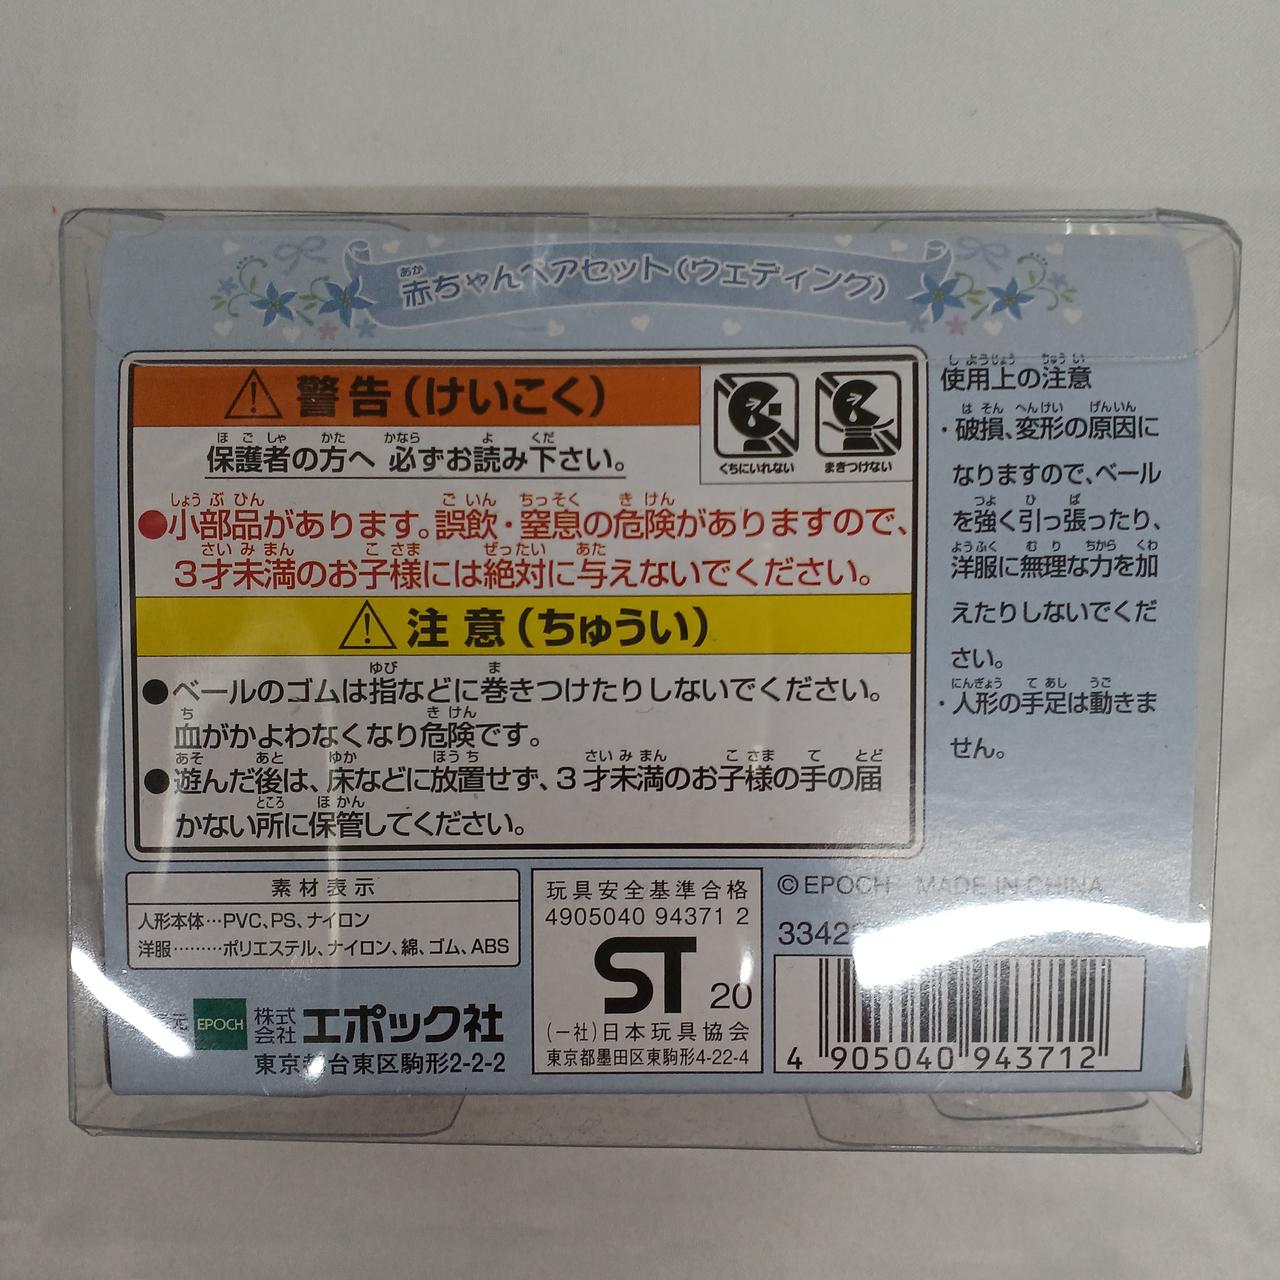 赤ちゃんペアセット(ウェディング)
警告(けいこく)
保護者の方へ 必ずお読み下さい。
くちにいれない
まきつけない
●小部品があります。誤飲・窒息の危険がありますので、
3才未満のお子様には絶対に与えないでください。
注意(ちゅうい)
●ベールのゴムは指などに巻きつけたりしないでください。
血がかよわなくなり危険です。
●遊んだ後は、床などに放置せず、3才未満のお子様の手の届
かない所に保管してください。
使用上の注意
・破損、変形の原因に
なりますので、ベール
を強く引っ張ったり、
洋服に無理な力を加
えたりしないでくだ
さい。
・人形の手足は動きま
せん。
素材表示
人形本体…PVC、PS、ナイロン
洋服………ポリエステル、ナイロン、綿、ゴム、ABS
元
EPOCH
株式会社
エポック社
東京 台東区駒形2-2-2
玩具安全基準合格
4905040 94371 2
ST
20
(一社)日本玩具協会
東京都墨田区東駒形4-22-4
©EPOCH MADE IN CHINA
3342
4 905040 943712